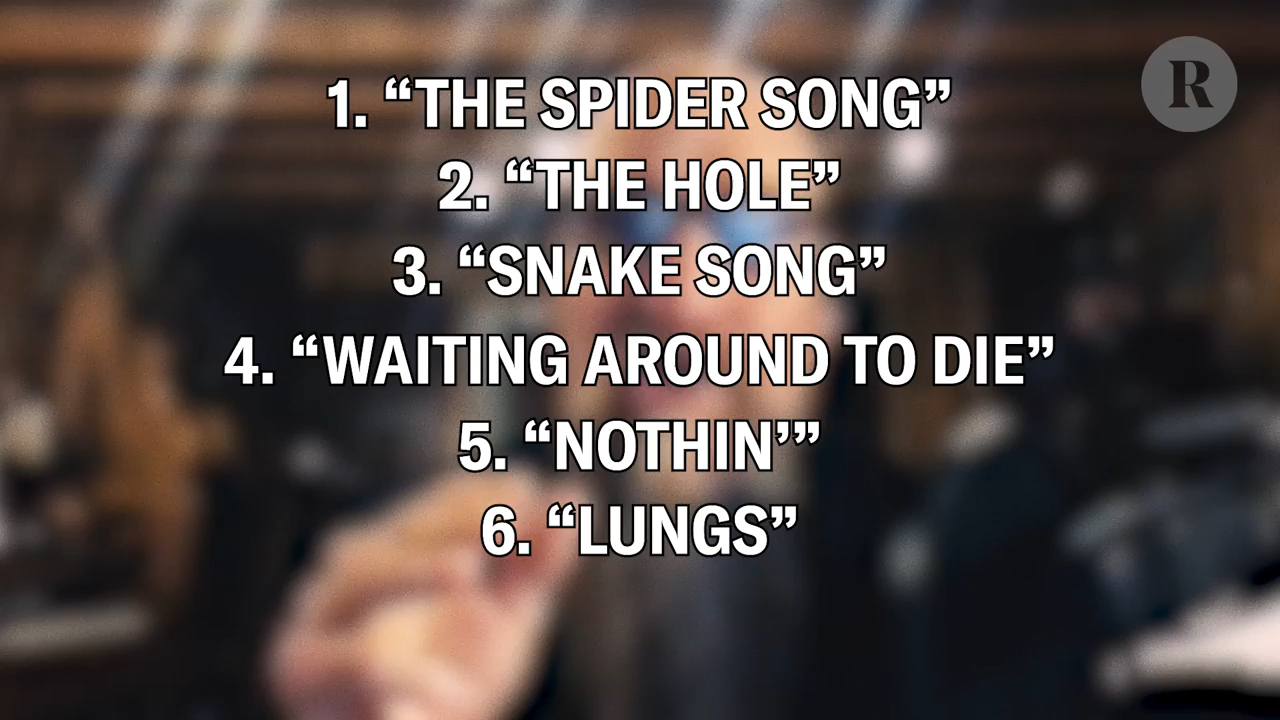 R
1. “THE SPIDER SONG”
2. “THE HOLE”
3. “SNAKE SONG”
4. “WAITING AROUND TO DIE”
5. “NOTHIN’”
6. “LUNGS”